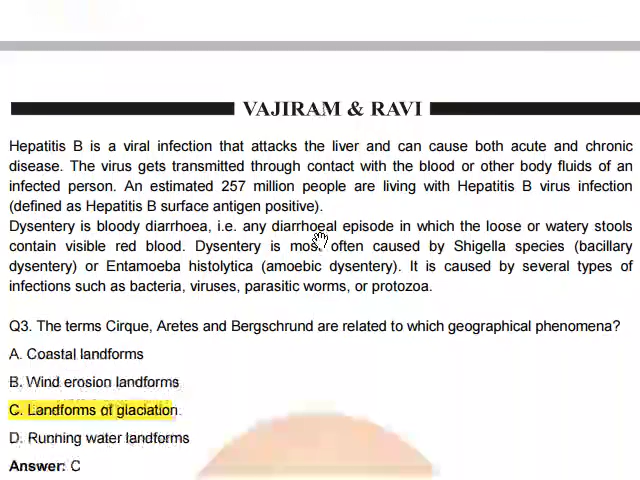 VAJIRAM & RAVI
Hepatitis B is a viral infection that attacks the liver and can cause both acute and chronic
disease. The virus gets transmitted through contact with the blood or other body fluids of an
infected person. An estimated 257 million people are living with Hepatitis B virus infection
(defined as Hepatitis B surface antigen positive).
Dysentery is bloody diarrhoea, i.e. any diarrhoeal episode in which the loose or watery stools
contain visible red blood. Dysentery is most often caused by Shigella species (bacillary
dysentery) or Entamoeba histolytica (amoebic dysentery). It is caused by several types of
infections such as bacteria, viruses, parasitic worms, or protozoa.
Q3. The terms Cirque, Aretes and Bergschrund are related to which geographical phenomena?
A. Coastal landforms
B. Wind erosion landforms
C. Landforms of glaciation.
D. Running water landforms
Answer: C